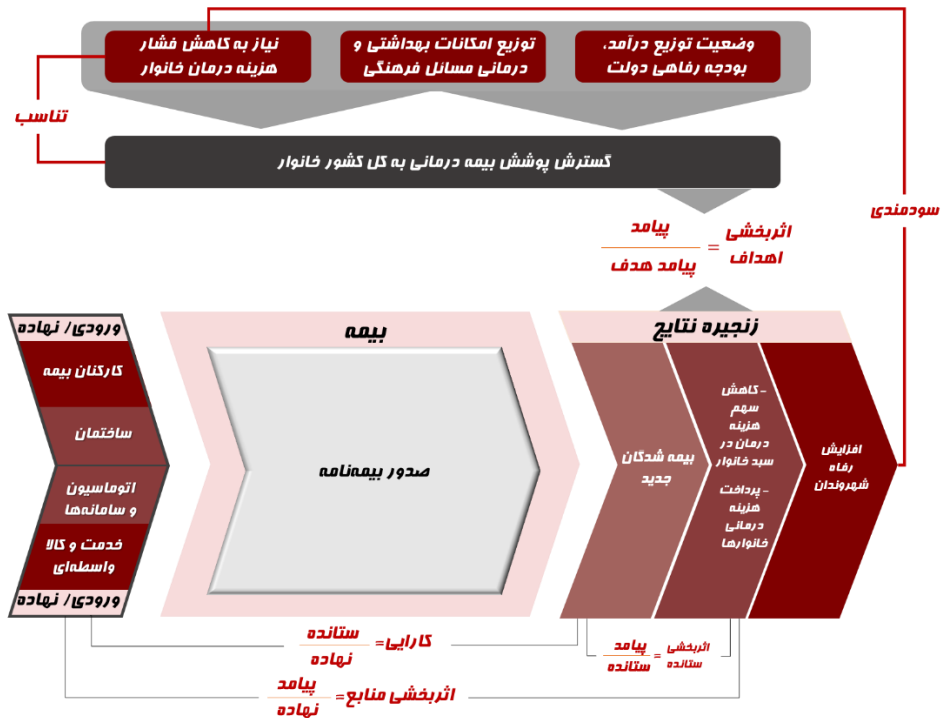 وضعیت توزیع درآمد،
بودجه رفاهی دولت
توزیع امکانات بهداشتی و
درمانی مسائل فرهنگی
نیاز به کاهش فشار
هزینه درمان خانوار
تناسب
گسترش پوشش بیمه درمانی به کل کشور خانوار
سودمندی
اثربخشی
اهداف
=
پیامد
پیامد هدف
ورودی/ نهاده
کارکنان بیمه
ساختمان
اتوماسیون
و سامانه‌ها
خدمت و کالا
واسطه‌ای
ورودی/ نهاده
بیمه
صدور بیمه‌نامه
زنجیره نتایج
بیمه شدگان
جدید
- کاهش
سهم
هزینه
درمان در
سبد خانوار
- پرداخت
هزینه
درمانی
خانوارها
افزایش
رفاه
شهروندان
کارایی=
ستانده
نهاده
اثربخشی
ستانده
=
پیامد
ستانده
اثربخشی منابع=
پیامد
نهاده